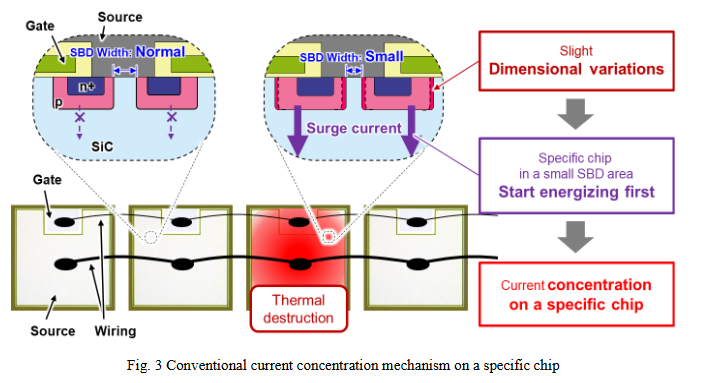 Source
Gate
SBD Width: Normal
n+
p
SiC
SBD Width: Small
Surge current
Slight
Dimensional variations
Specific chip
in a small SBD area
Start energizing first
Current concentration
on a specific chip
Gate
Source
Wiring
Thermal
destruction
Fig. 3 Conventional current concentration mechanism on a specific chip